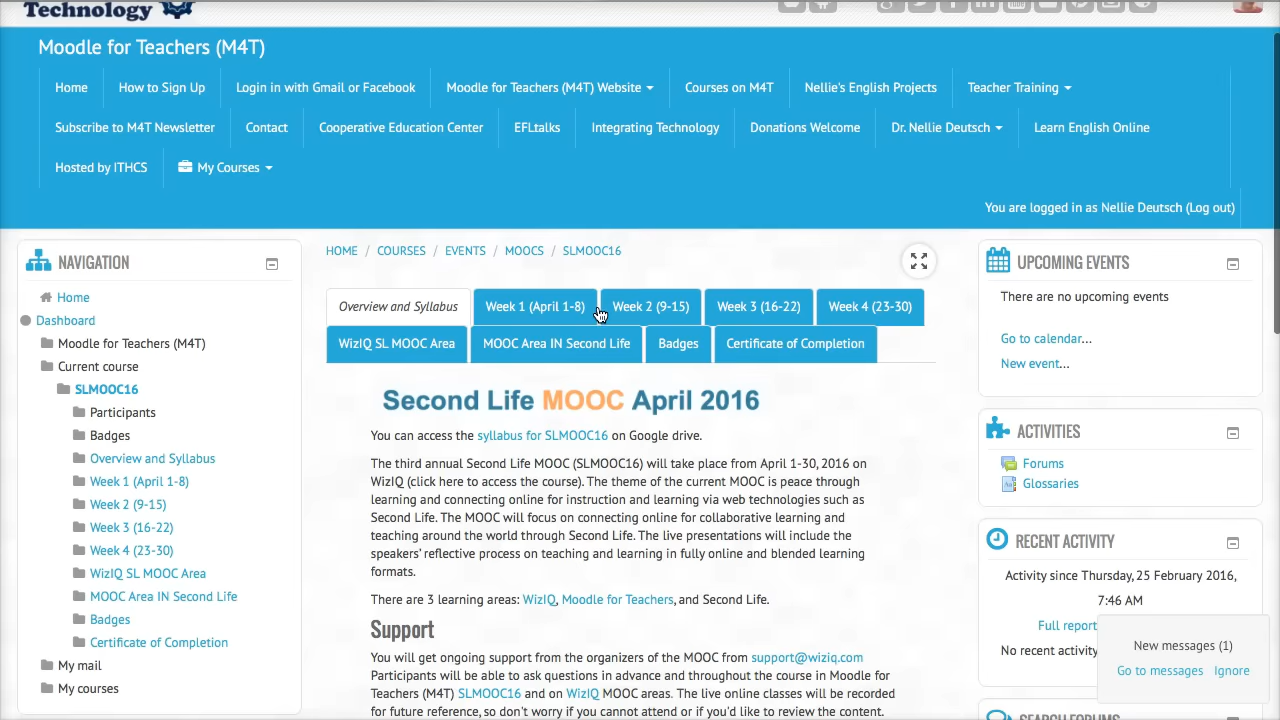 Technology
Moodle for Teachers (M4T)
Home
How to Sign Up
Login in with Gmail or Facebook
Moodle for Teachers (M4T) Website
Courses on M4T
Nellie's English Projects
Teacher Training
Subscribe to M4T Newsletter
Contact
Cooperative Education Center
EFLtalks
Integrating Technology
Donations Welcome
Dr. Nellie Deutsch
Learn English Online
Hosted by ITHCS
My Courses
You are logged in as Nellie Deutsch (Log out)
NAVIGATION
Home
Dashboard
Moodle for Teachers (M4T)
Current course
SLMOOC16
Participants
Badges
Overview and Syllabus
Week 1 (April 1-8)
Week 2 (9-15)
Week 3 (16-22)
Week 4 (23-30)
WizIQ SL MOOC Area
MOOC Area IN Second Life
Badges
Certificate of Completion
My mail
My courses
HOME / COURSES / EVENTS / MOOCS / SLMOOC16
Overview and Syllabus
Week 1 (April 1-8)
Week 2 (9-15)
Week 3 (16-22)
Week 4 (23-30)
WizIQ SL MOOC Area
MOOC Area IN Second Life
Badges
Certificate of Completion
Second Life MOOC April 2016
You can access the syllabus for SLMOOC16 on Google drive.
The third annual Second Life MOOC (SLMOOC16) will take place from April 1-30, 2016 on
WizIQ (click here to access the course). The theme of the current MOOC is peace through
learning and connecting online for instruction and learning via web technologies such as
Second Life. The MOOC will focus on connecting online for collaborative learning and
teaching around the world through Second Life. The live presentations will include the
speakers' reflective process on teaching and learning in fully online and blended learning
formats.
There are 3 learning areas: WizIQ, Moodle for Teachers, and Second Life.
Support
You will get ongoing support from the organizers of the MOOC from support@wiziq.com
Participants will be able to ask questions in advance and throughout the course in Moodle for
Teachers (M4T) SLMOOC16 and on WizIQ MOOC areas. The live online classes will be recorded
for future reference, so don't worry if you cannot attend or if you'd like to review the content.
UPCOMING EVENTS
There are no upcoming events
Go to calendar...
New event...
ACTIVITIES
Forums
Glossaries
RECENT ACTIVITY
Activity since Thursday, 25 February 2016,
7:46 AM
Full report
No recent activity
New messages (1)
Go to messages
Ignore
SEARCH FORUMS